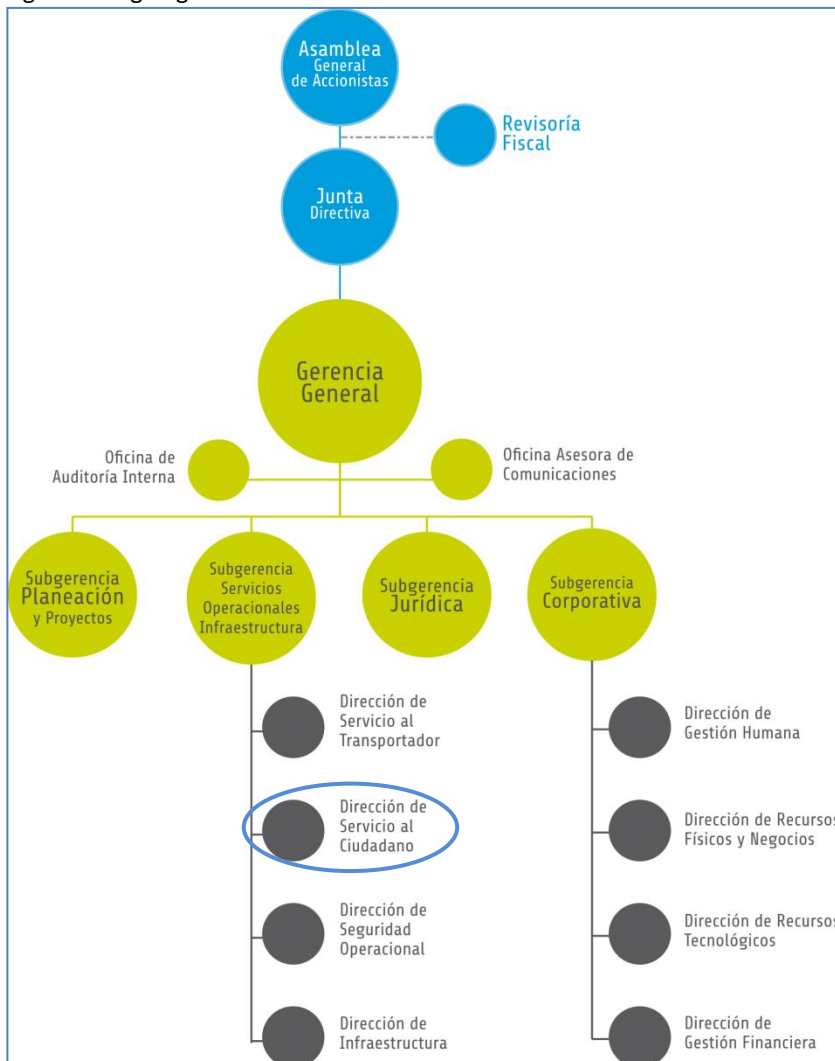 Asamblea
General
de Accionistas
Revisoría
Fiscal
Junta
Directiva
Gerencia
General
Oficina de
Auditoría Interna
Oficina Asesora de
Comunicaciones
Subgerencia
Planeación
y Proyectos
Subgerencia
Servicios
Operacionales
Infraestructura
Subgerencia
Jurídica
Subgerencia
Corporativa
Dirección de
Servicio al
Transportador
Dirección de
Servicio al
Ciudadano
Dirección de
Seguridad
Operacional
Dirección de
Infraestructura
Dirección de
Gestión Humana
Dirección de Recursos
Físicos y Negocios
Dirección de Recursos
Tecnológicos
Dirección de
Gestión Financiera